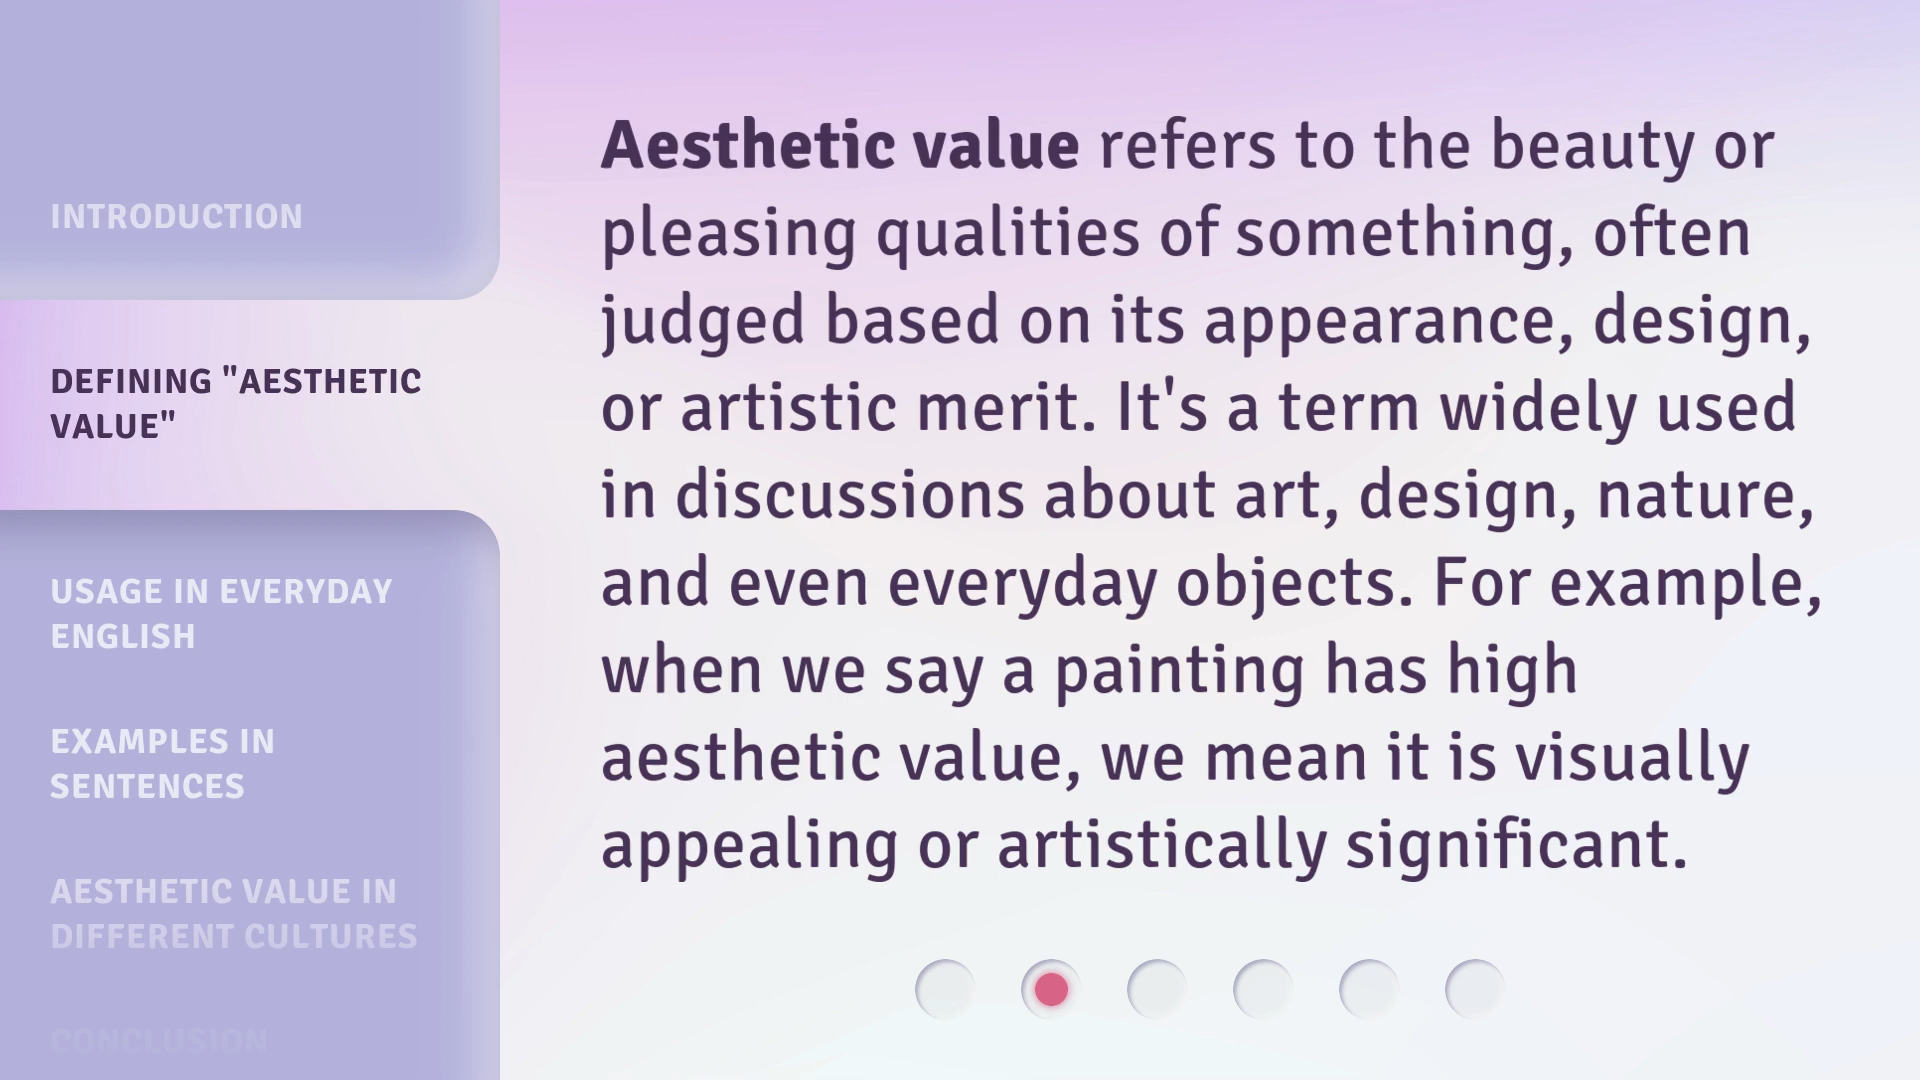 INTRODUCTION
DEFINING "AESTHETIC
VALUE"
USAGE IN EVERYDAY
ENGLISH
EXAMPLES IN
SENTENCES
AESTHETIC VALUE IN
DIFFERENT CULTURES
CONCLUSION
Aesthetic value refers to the beauty or
pleasing qualities of something, often
judged based on its appearance, design,
or artistic merit. It's a term widely used
in discussions about art, design, nature,
and even everyday objects. For example,
when we say a painting has high
aesthetic value, we mean it is visually
appealing or artistically significant.